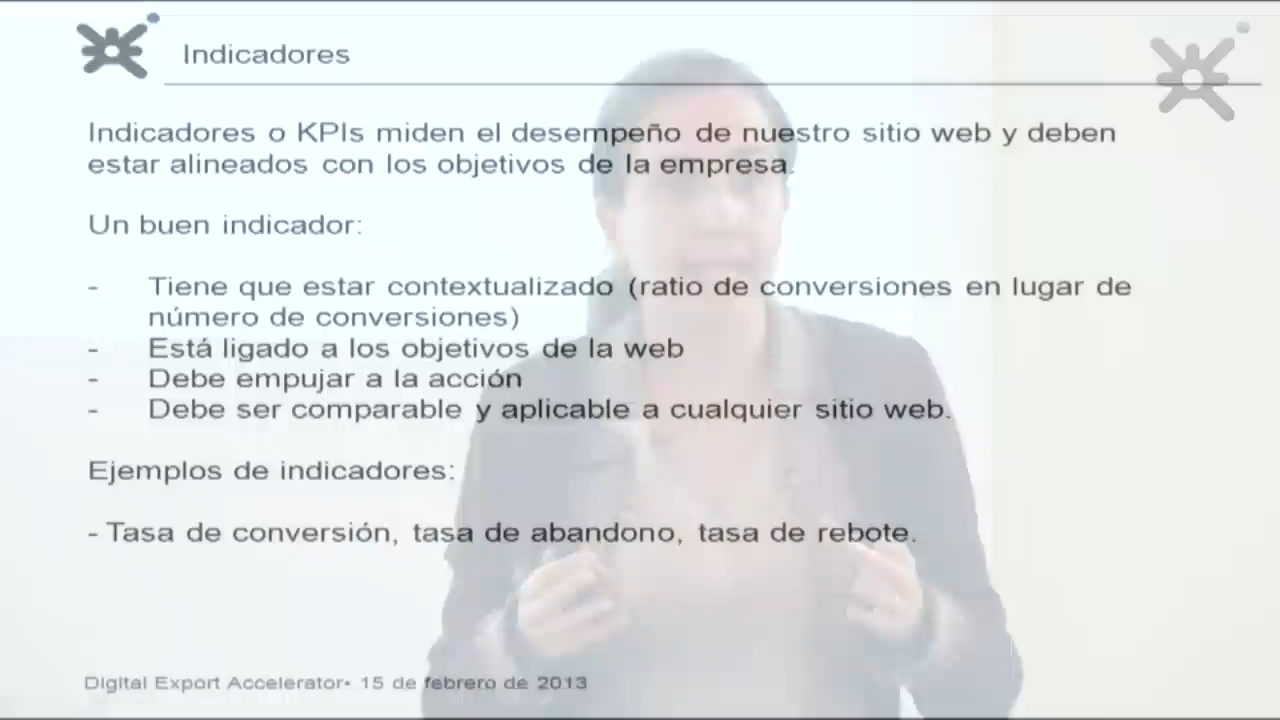 Indicadores
Indicadores o KPIs miden el desempeño de nuestro sitio web y deben
estar alineados con los objetivos de la empresa.
Un buen indicador:
- Tiene que estar contextualizado (ratio de conversiones en lugar de
número de conversiones)
- Está ligado a los objetivos de la web
- Debe empujar a la acción
- Debe ser comparable y aplicable a cualquier sitio web.
Ejemplos de indicadores:
- Tasa de conversión, tasa de abandono, tasa de rebote.
Digital Export Accelerator• 15 de febrero de 2013